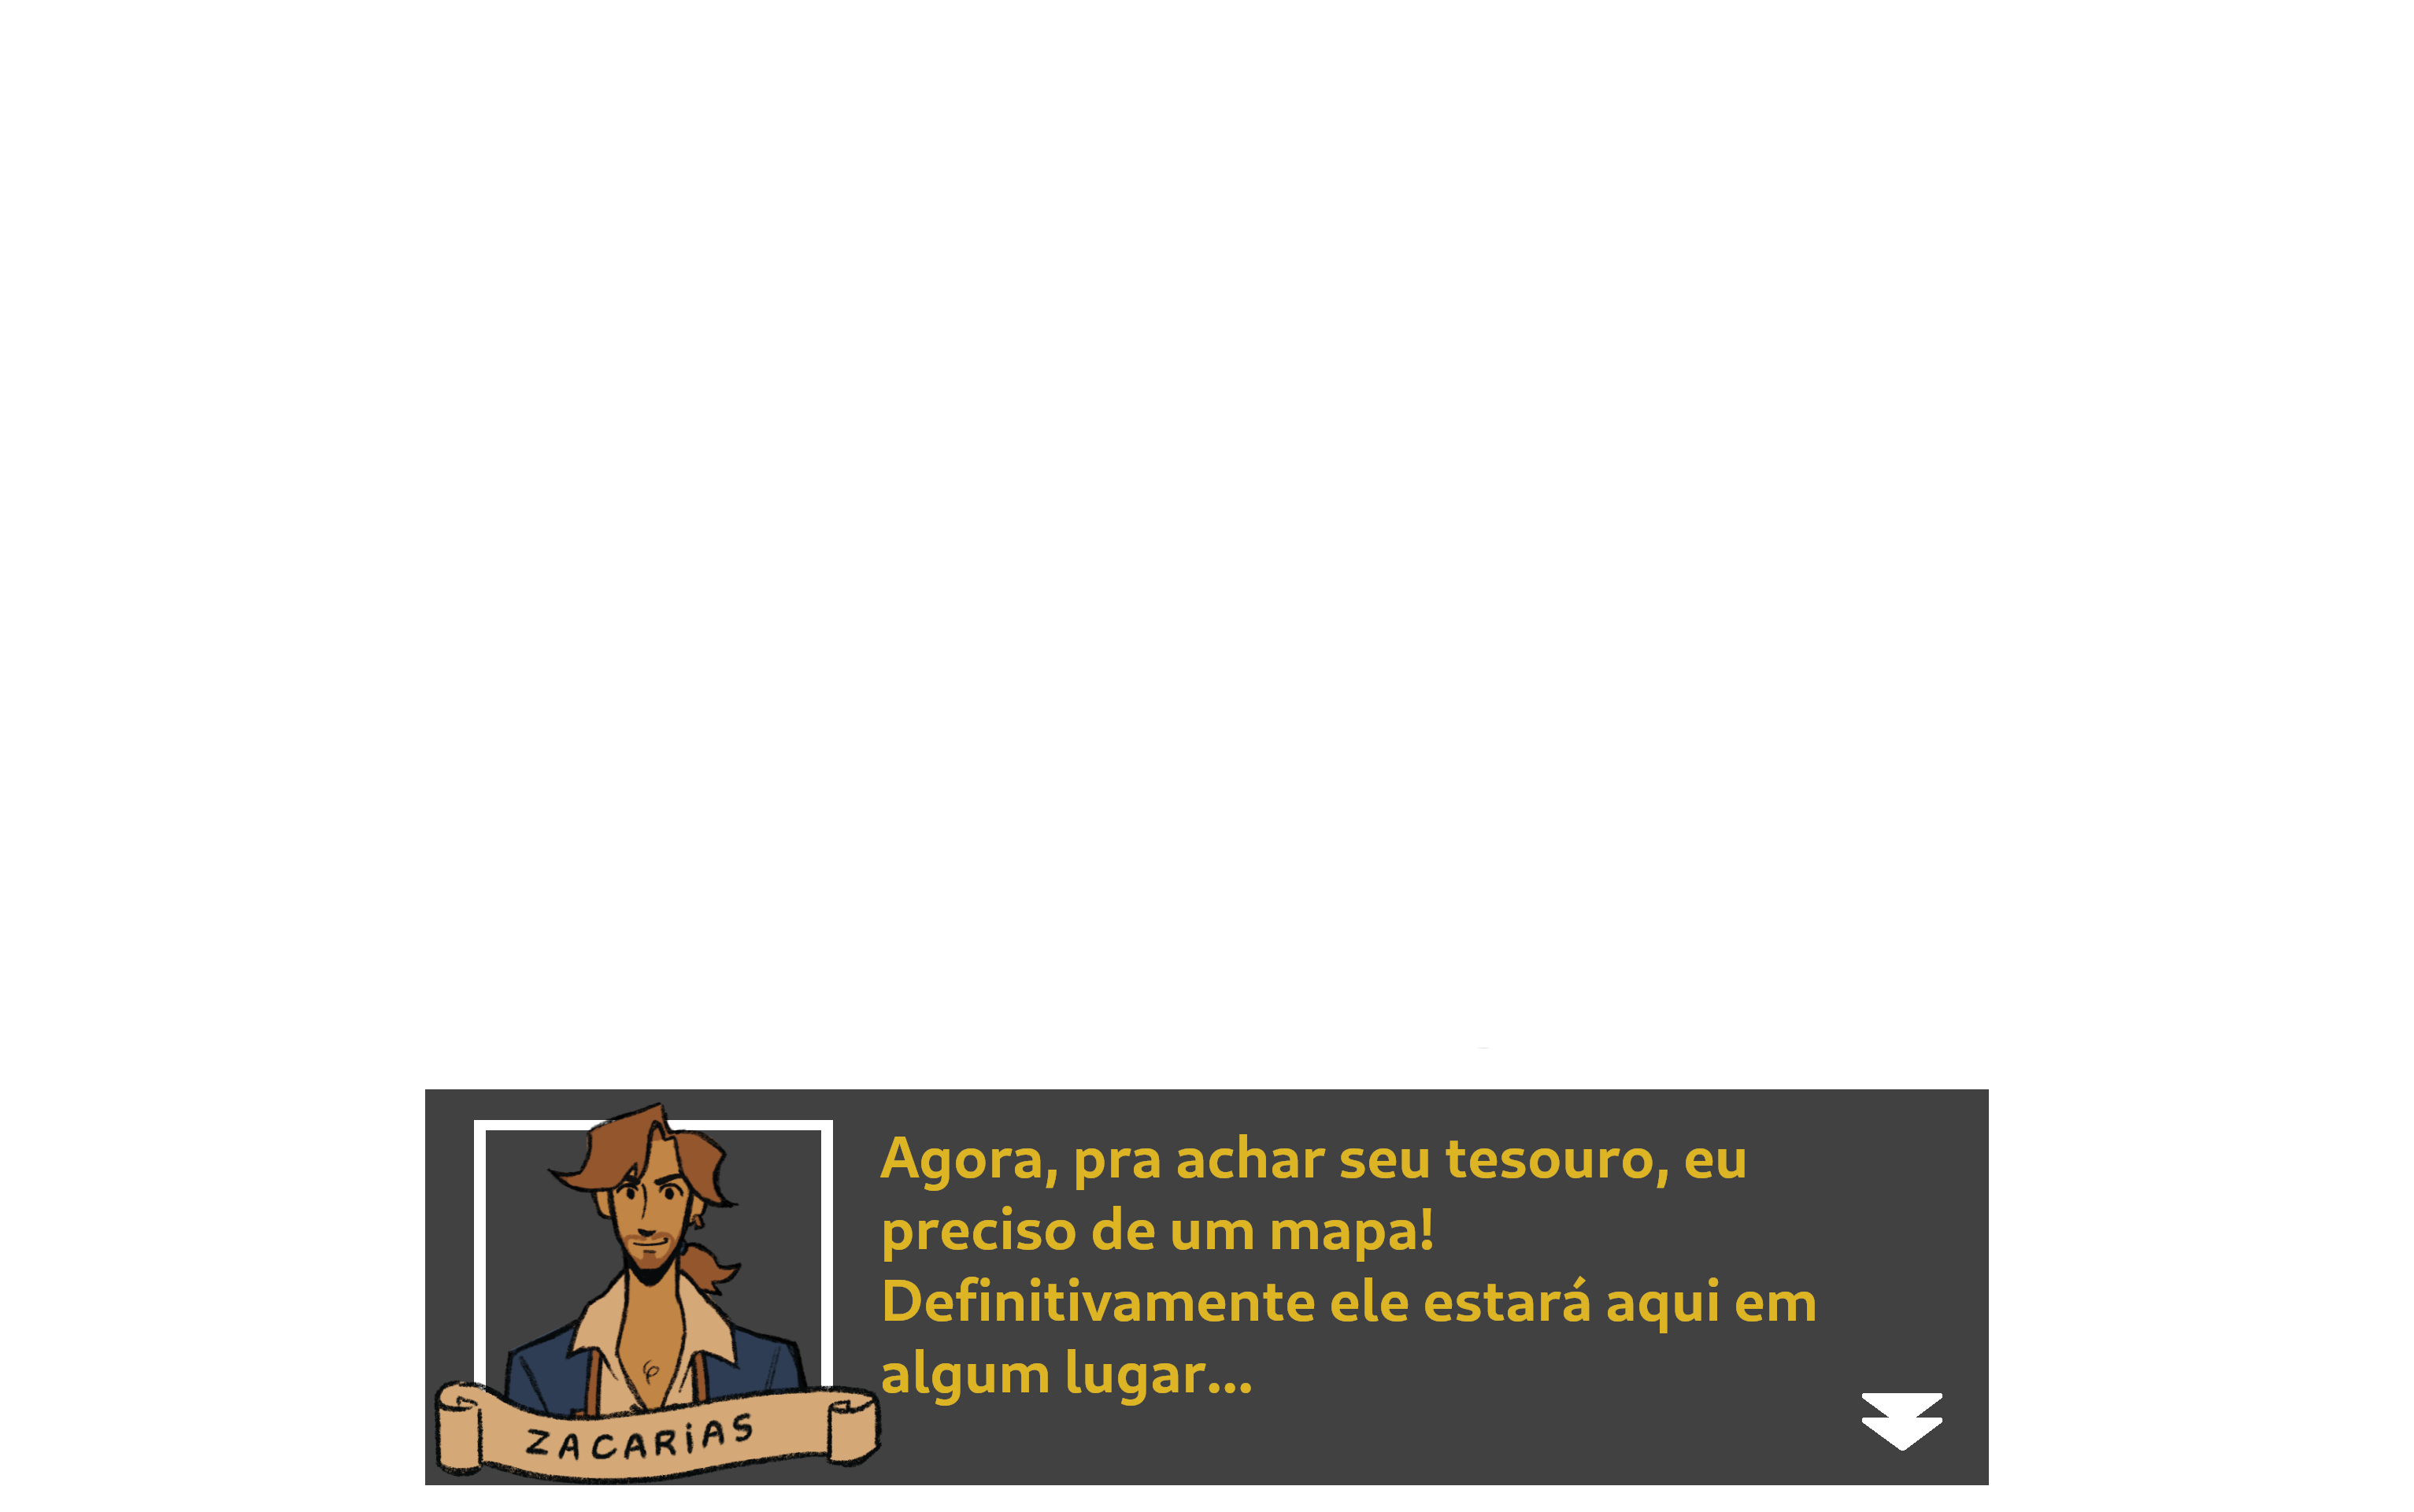 Agora, pra achar seu tesouro, eu
preciso de um mapa!
Definitivamente ele estará aqui em
algum lugar...
ZACARiAS